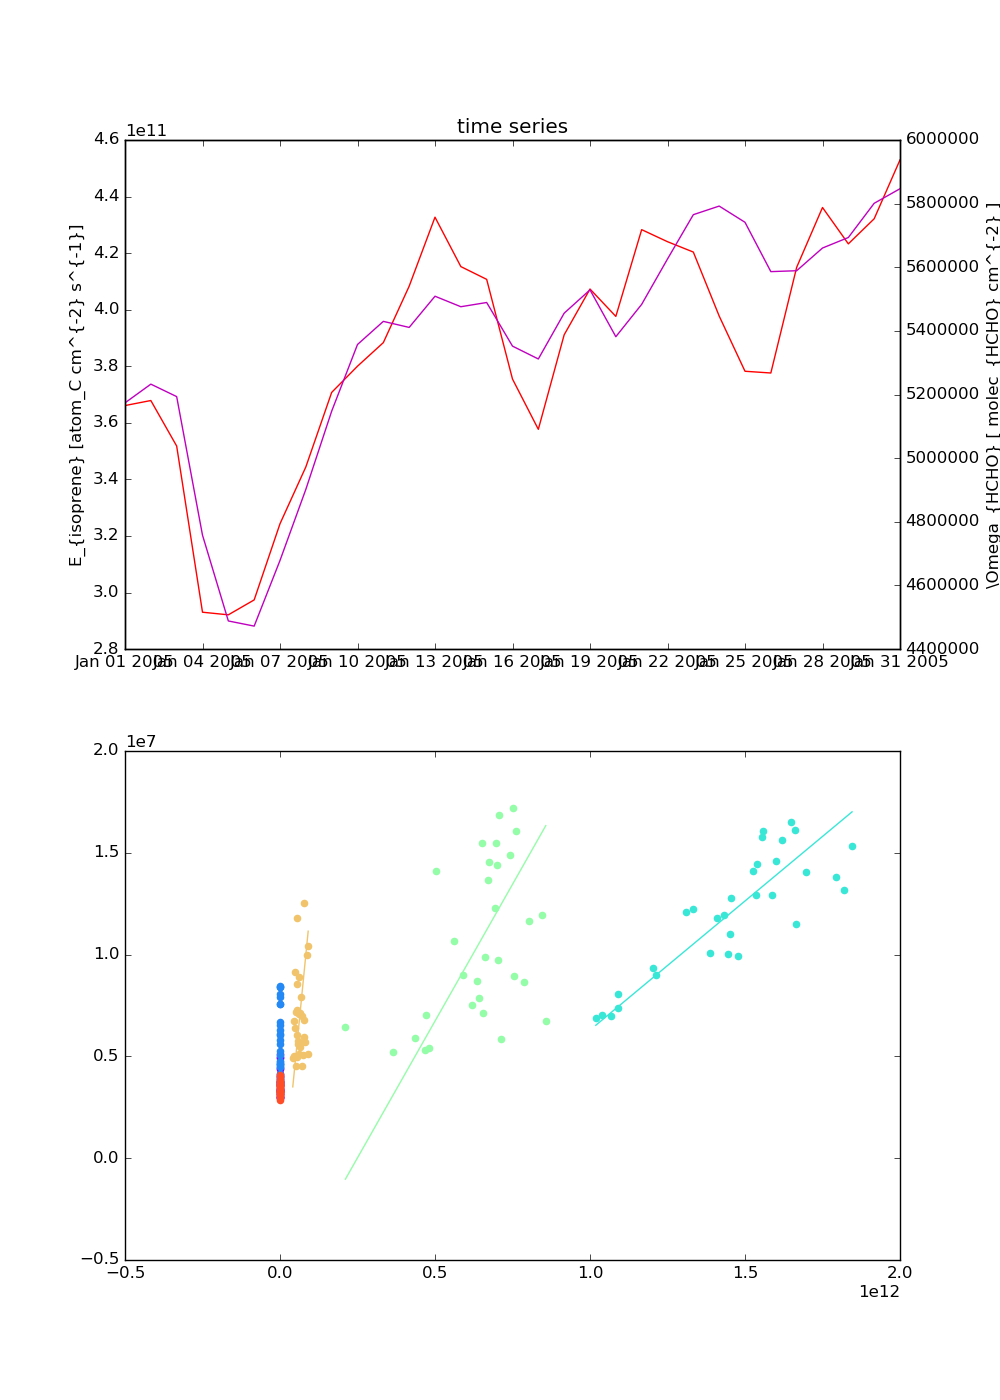 time series
1e11
4.6
4.4
4.2
4.0
3.8
3.6
3.4
3.2
3.0
2.8
E_{isoprene} [atom_C cm^{-2} s^{-1}]
6000000
5800000
5600000
5400000
5200000
5000000
4800000
4600000
4400000
\Omega_{HCHO} [ molec_{HCHO} cm^{-2} ]
Jan 01 2005
Jan 04 2005
Jan 07 2005
Jan 10 2005
Jan 13 2005
Jan 16 2005
Jan 19 2005
Jan 22 2005
Jan 25 2005
Jan 28 2005
Jan 31 2005
1e7
2.0
1.5
1.0
0.5
0.0
−0.5
−0.5
0.0
0.5
1.0
1.5
2.0
1e12